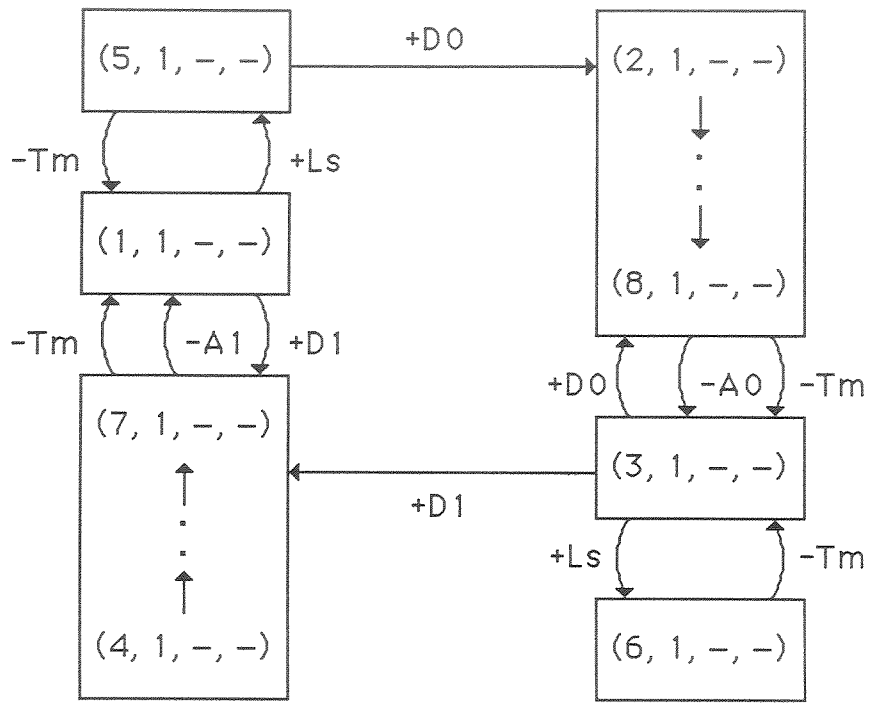 +D0
(5, 1, −, −)
(2, 1, −, −)
−Tm
+Ls
(1, 1, −, −)
(8, 1, −, −)
−Tm
−A1
+D1
+D0
−A0
−Tm
(7, 1, −, −)
(3, 1, −, −)
+D1
+Ls
−Tm
(4, 1, −, −)
(6, 1, −, −)